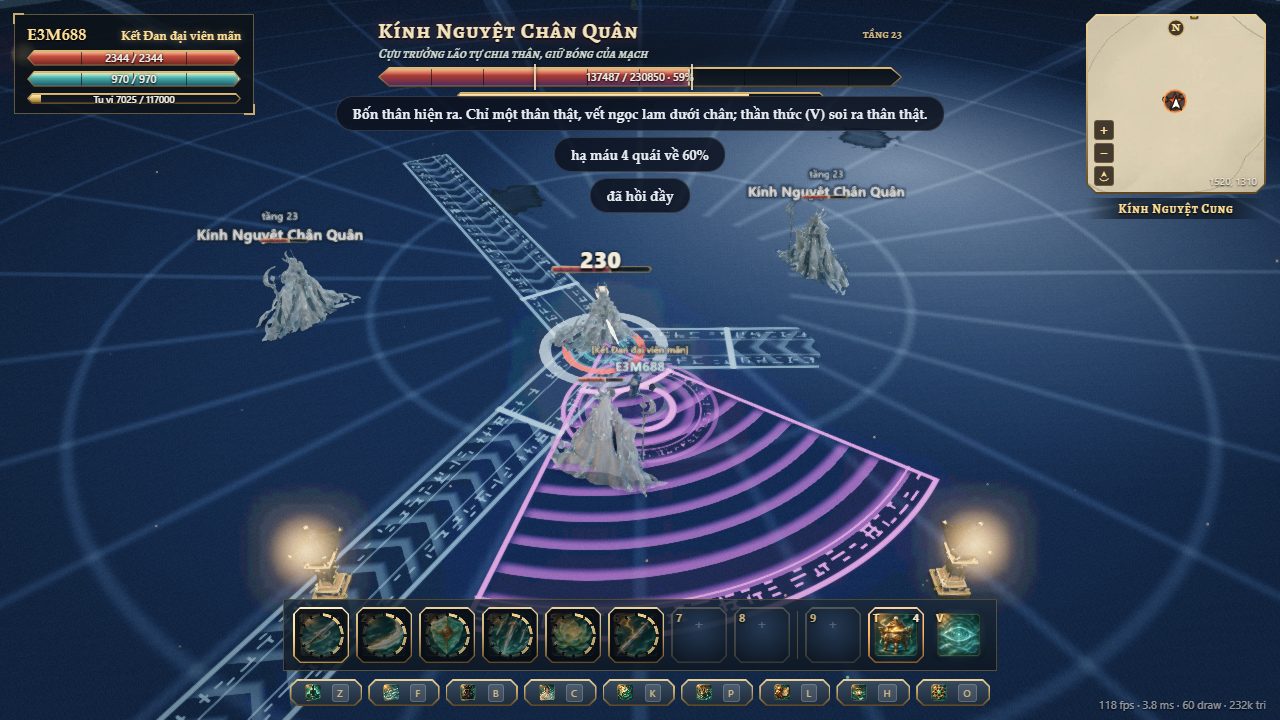 E3M688
Kết Đan đại viên mãn
2344 / 2344
970 / 970
Tu vi 7025 / 117000
Kính Nguyệt Chân Quân
TẦNG 23
Cựu trưởng lão tự chia thân, giữ bóng của mạch
137487 / 230850 · 59%
Bốn thân hiện ra. Chỉ một thân thật, vết ngọc lam dưới chân; thần thức (V) soi ra thân thật.
hạ máu 4 quái về 60%
đã hồi đầy
N
+
−
1520, 1310
Kính Nguyệt Cung
tầng 23
Kính Nguyệt Chân Quân
tầng 23
Kính Nguyệt Chân Quân
230
[Kết Đan đại viên mãn]
E3M688
7 +
8 +
9 +
T 4
V
Z F B C K P L H O
118 fps · 3.8 ms · 60 draw · 232k tri